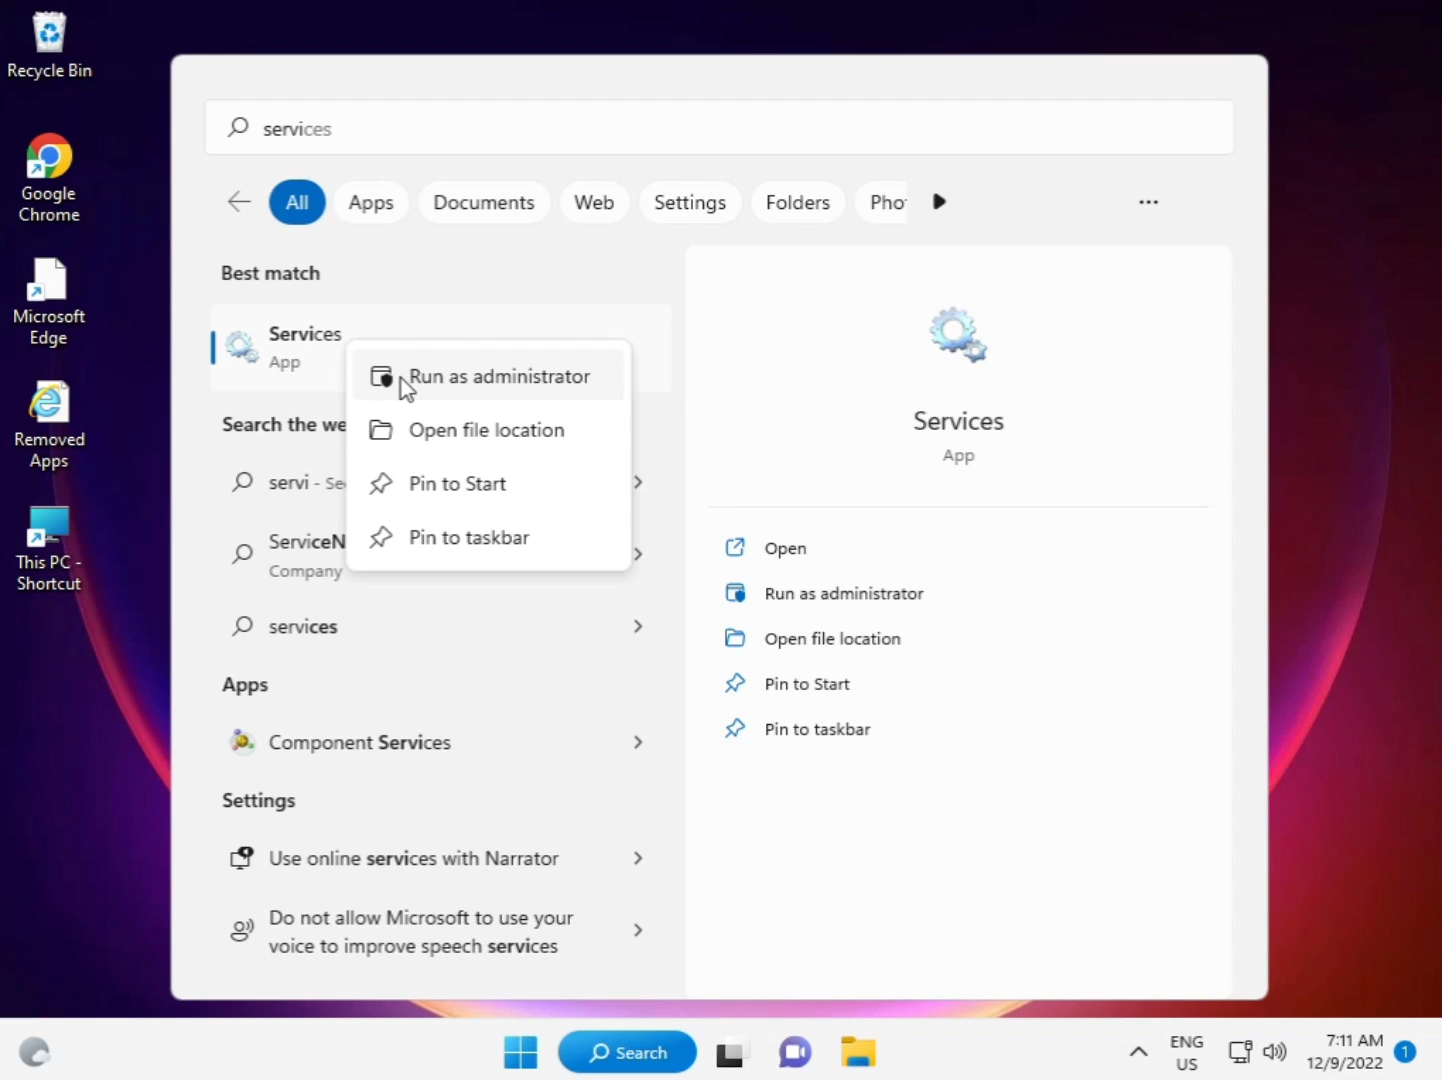 Recycle Bin
Google
Chrome
Microsoft
Edge
Removed
Apps
This PC -
Shortcut
services
All
Apps
Documents
Web
Settings
Folders
...
Best match
Services
App
Run as administrator
Open file location
Pin to Start
Pin to taskbar
Search the
servi -
Company
services
Apps
Component Services
Settings
Use online services with Narrator
Do not allow Microsoft to use your
voice to improve speech services
Services
App
Open
Run as administrator
Open file location
Pin to Start
Pin to taskbar
Search
ENG
US
7:11 AM
12/9/2022
1